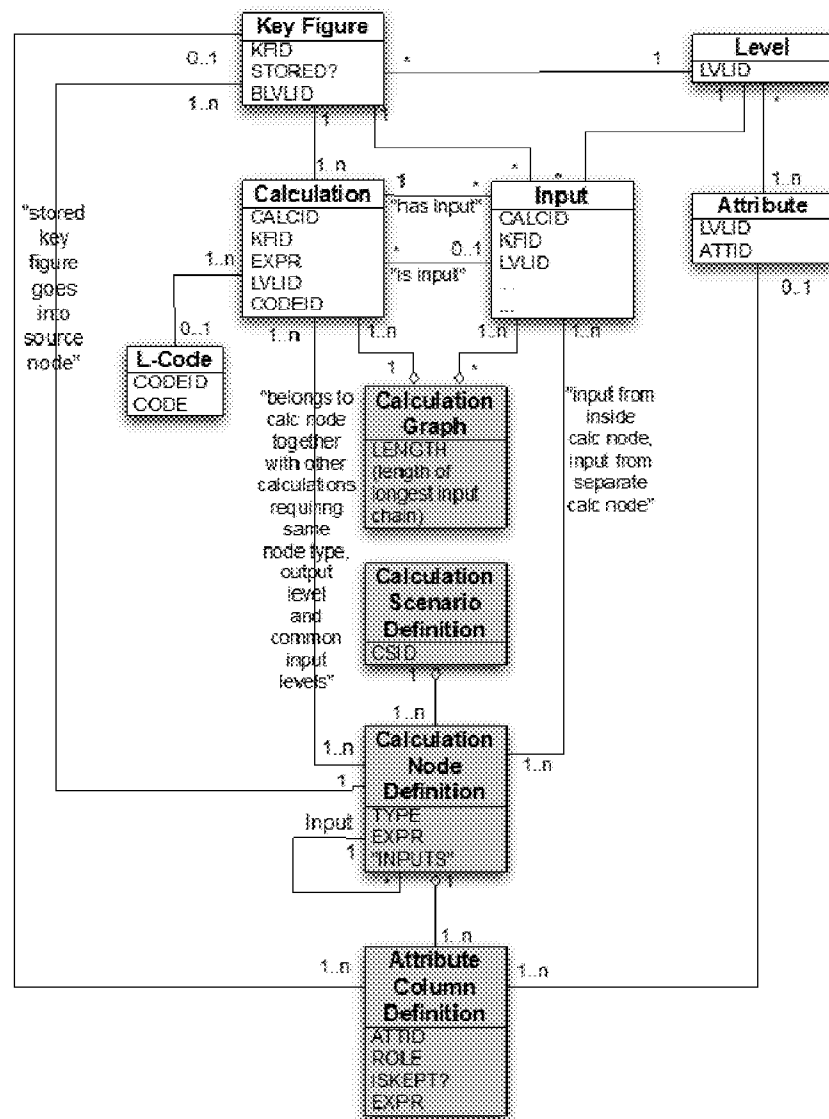 Key Figure
KFID
STORED?
BLVLID
0..1
1..n
*
1
Level
LVLID
1
1
1
*
1..n
*
*
1..n
Calculation
CALCID
KFID
EXPR
LVLID
CODEID
1
*
"has input"
*
0..1
"is input"
Input
CALCID
KFID
LVLID
...
...
Attribute
LVLID
ATTID
0..1
"stored
key
figure
goes
into
source
node"
1..n
0..1
L-Code
CODEID
CODE
1..n
1..n
1
1..n
*
1..n
Calculation
Graph
LENGTH
(length of
longest input
chain)
"belongs to
calc node
together
with other
calculations
requiring
same
node type,
output
level
and
common
input
levels"
"input from
inside
calc node,
input from
separate
calc node"
Calculation
Scenario
Definition
CSID
1
1..n
1..n
1
1..n
Calculation
Node
Definition
TYPE
EXPR
"INPUTS"
Input
1
*
1
1..n
1..n
1..n
Attribute
Column
Definition
ATTID
ROLE
ISKEPT?
EXPR